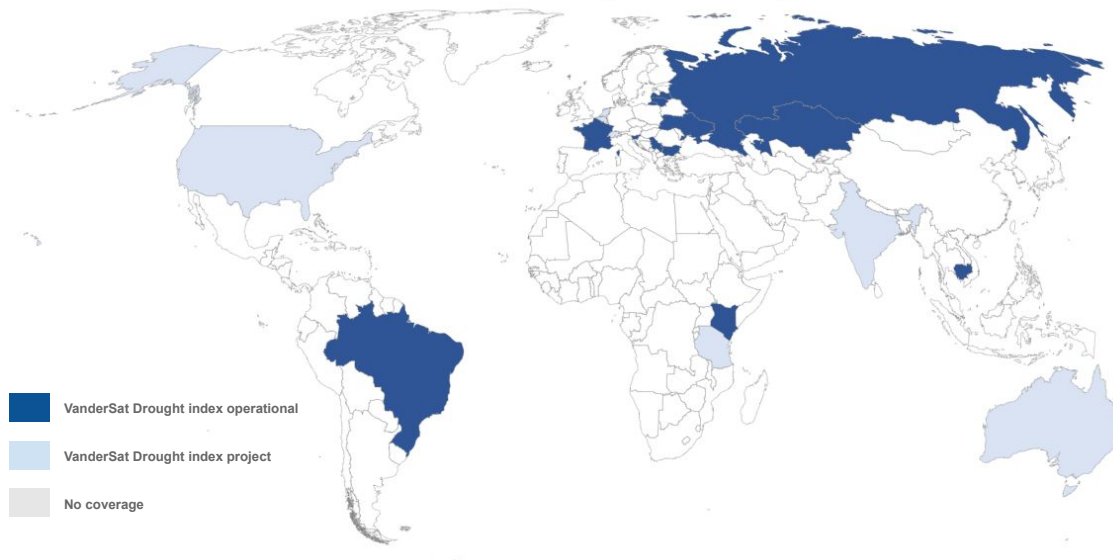 VanderSat Drought index operational
VanderSat Drought index project
No coverage